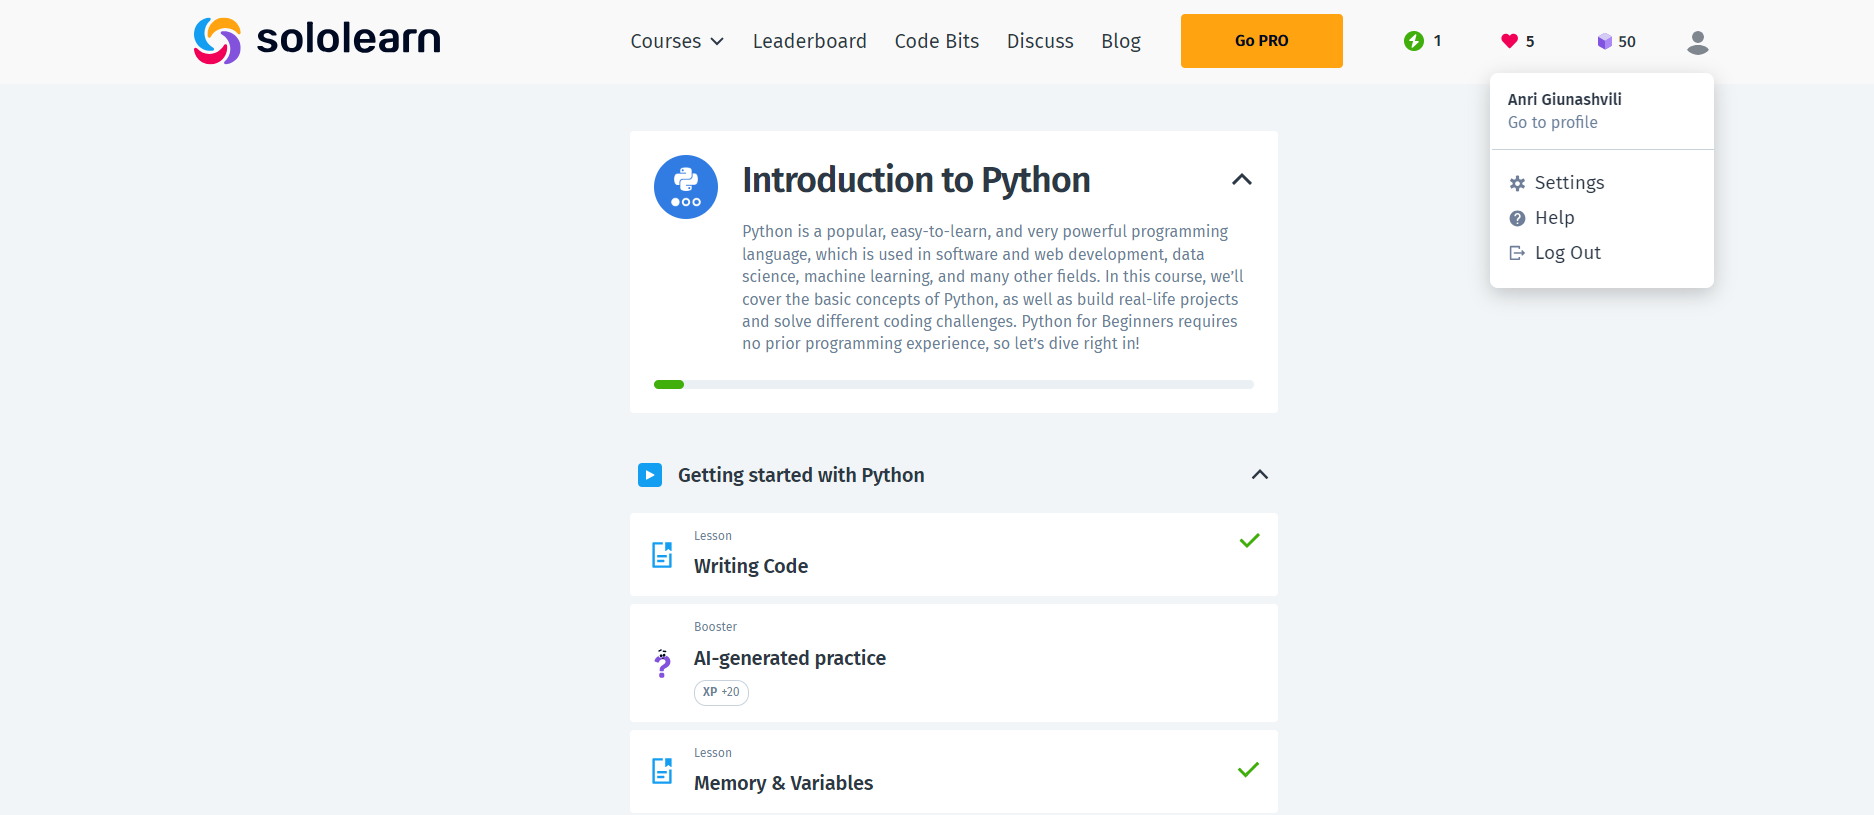 sololearn
Courses
Leaderboard
Code Bits
Discuss
Blog
Go PRO
1
5
50
Anri Giunashvili
Go to profile
Settings
Help
Log Out
Introduction to Python
Python is a popular, easy-to-learn, and very powerful programming
language, which is used in software and web development, data
science, machine learning, and many other fields. In this course, we’ll
cover the basic concepts of Python, as well as build real-life projects
and solve different coding challenges. Python for Beginners requires
no prior programming experience, so let’s dive right in!
Getting started with Python
Lesson
Writing Code
Booster
AI-generated practice
XP +20
Lesson
Memory & Variables